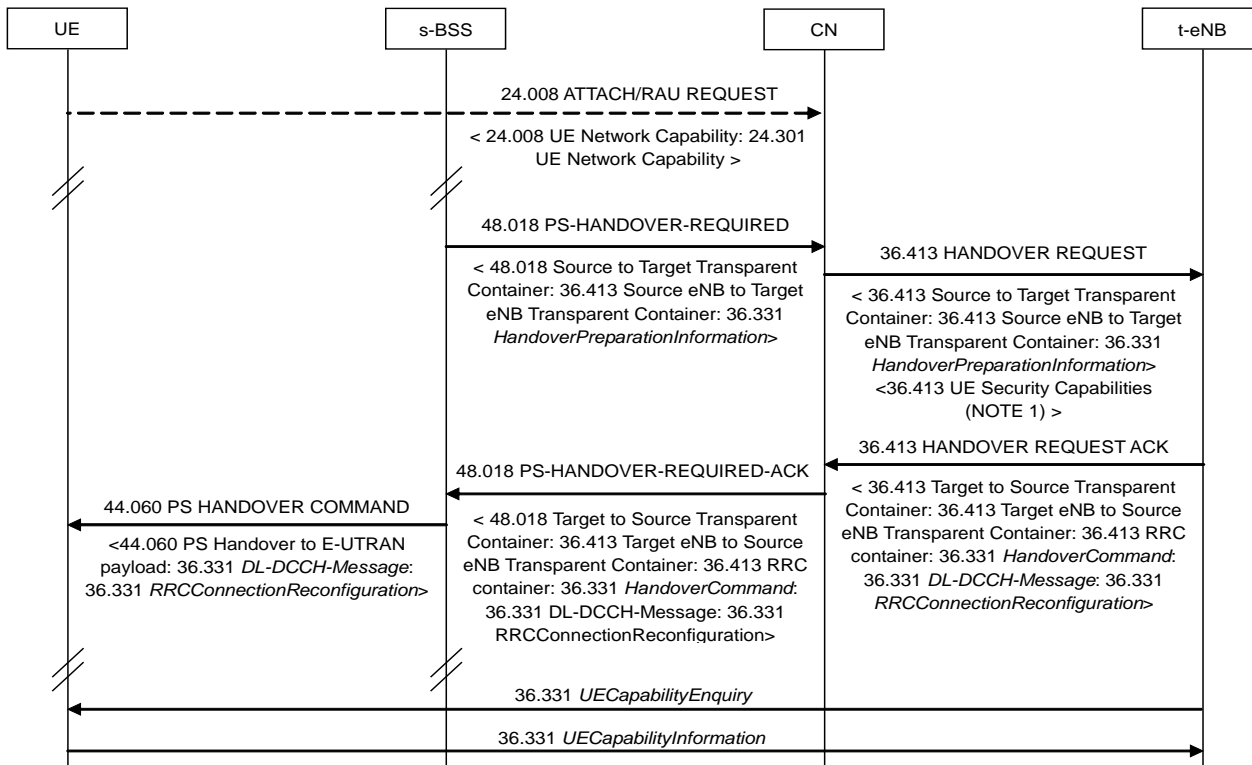 UE
s-BSS
CN
t-eNB
24.008 ATTACH/RAU REQUEST
< 24.008 UE Network Capability: 24.301
UE Network Capability >
48.018 PS-HANDOVER-REQUIRED
< 48.018 Source to Target Transparent
Container: 36.413 Source eNB to Target
eNB Transparent Container: 36.331
HandoverPreparationInformation>
36.413 HANDOVER REQUEST
< 36.413 Source to Target Transparent
Container: 36.413 Source eNB to Target
eNB Transparent Container: 36.331
HandoverPreparationInformation>
<36.413 UE Security Capabilities
(NOTE 1) >
36.413 HANDOVER REQUEST ACK
< 36.413 Target to Source Transparent
Container: 36.413 Target eNB to Source
eNB Transparent Container: 36.413 RRC
container: 36.331 HandoverCommand:
36.331 DL-DCCH-Message: 36.331
RRCConnectionReconfiguration>
48.018 PS-HANDOVER-REQUIRED-ACK
< 48.018 Target to Source Transparent
Container: 36.413 Target eNB to Source
eNB Transparent Container: 36.413 RRC
container: 36.331 HandoverCommand:
36.331 DL-DCCH-Message: 36.331
RRCConnectionReconfiguration>
44.060 PS HANDOVER COMMAND
<44.060 PS Handover to E-UTRAN
payload: 36.331 DL-DCCH-Message:
36.331 RRCConnectionReconfiguration>
36.331 UECapabilityEnquiry
36.331 UECapabilityInformation